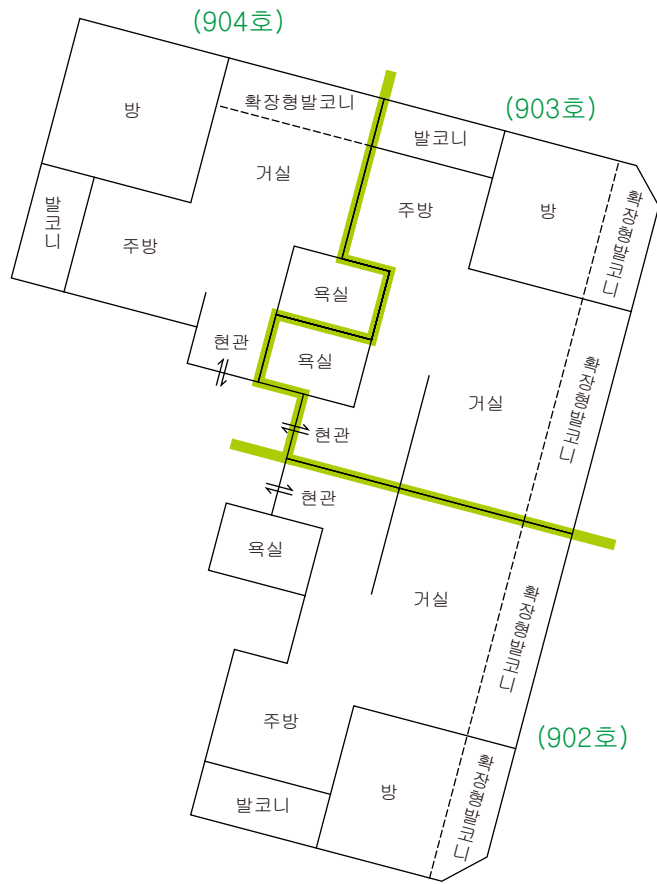 (904호)
확장형발코니
(903호)
발코니
방
거실
주방
방
확장형발코니
발코니
주방
욕실
현관
욕실
확장형발코니
거실
현관
현관
욕실
거실
확장형발코니
주방
(902호)
방
확장형발코니
발코니